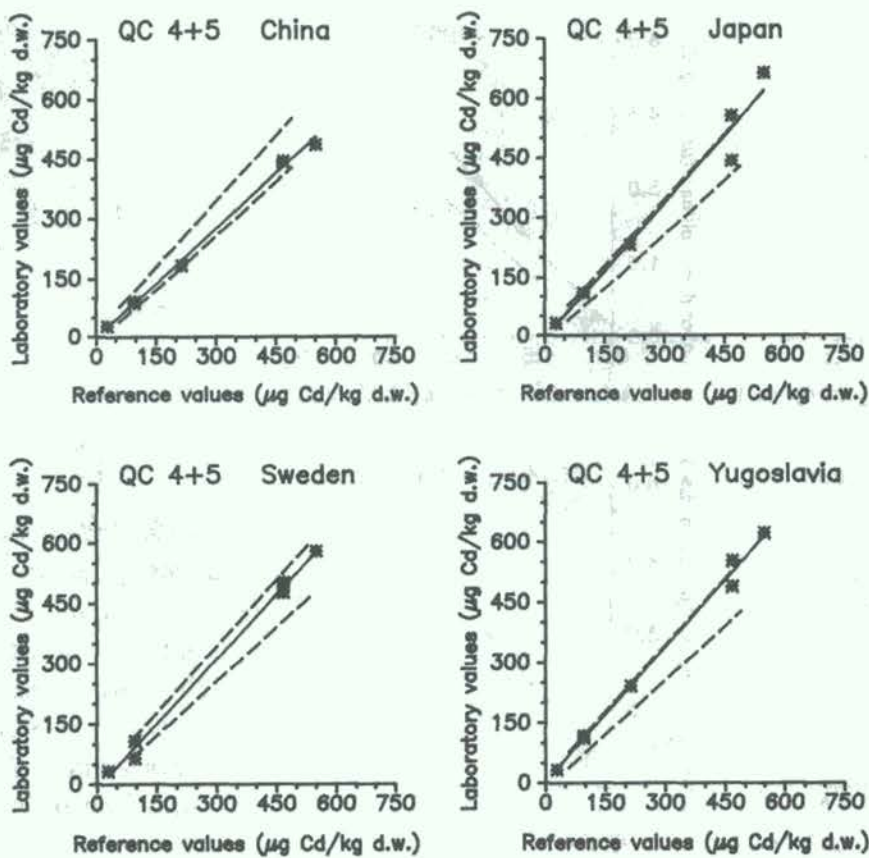 QC 4+5 China
Laboratory values (μg Cd/kg d.w.)
750
600
450
300
150
0
0 150 300 450 600 750
Reference values (μg Cd/kg d.w.)
QC 4+5 Japan
Laboratory values (μg Cd/kg d.w.)
750
600
450
300
150
0
0 150 300 450 600 750
Reference values (μg Cd/kg d.w.)
QC 4+5 Sweden
Laboratory values (μg Cd/kg d.w.)
750
600
450
300
150
0
0 150 300 450 600 750
Reference values (μg Cd/kg d.w.)
QC 4+5 Yugoslavia
Laboratory values (μg Cd/kg d.w.)
750
600
450
300
150
0
0 150 300 450 600 750
Reference values (μg Cd/kg d.w.)